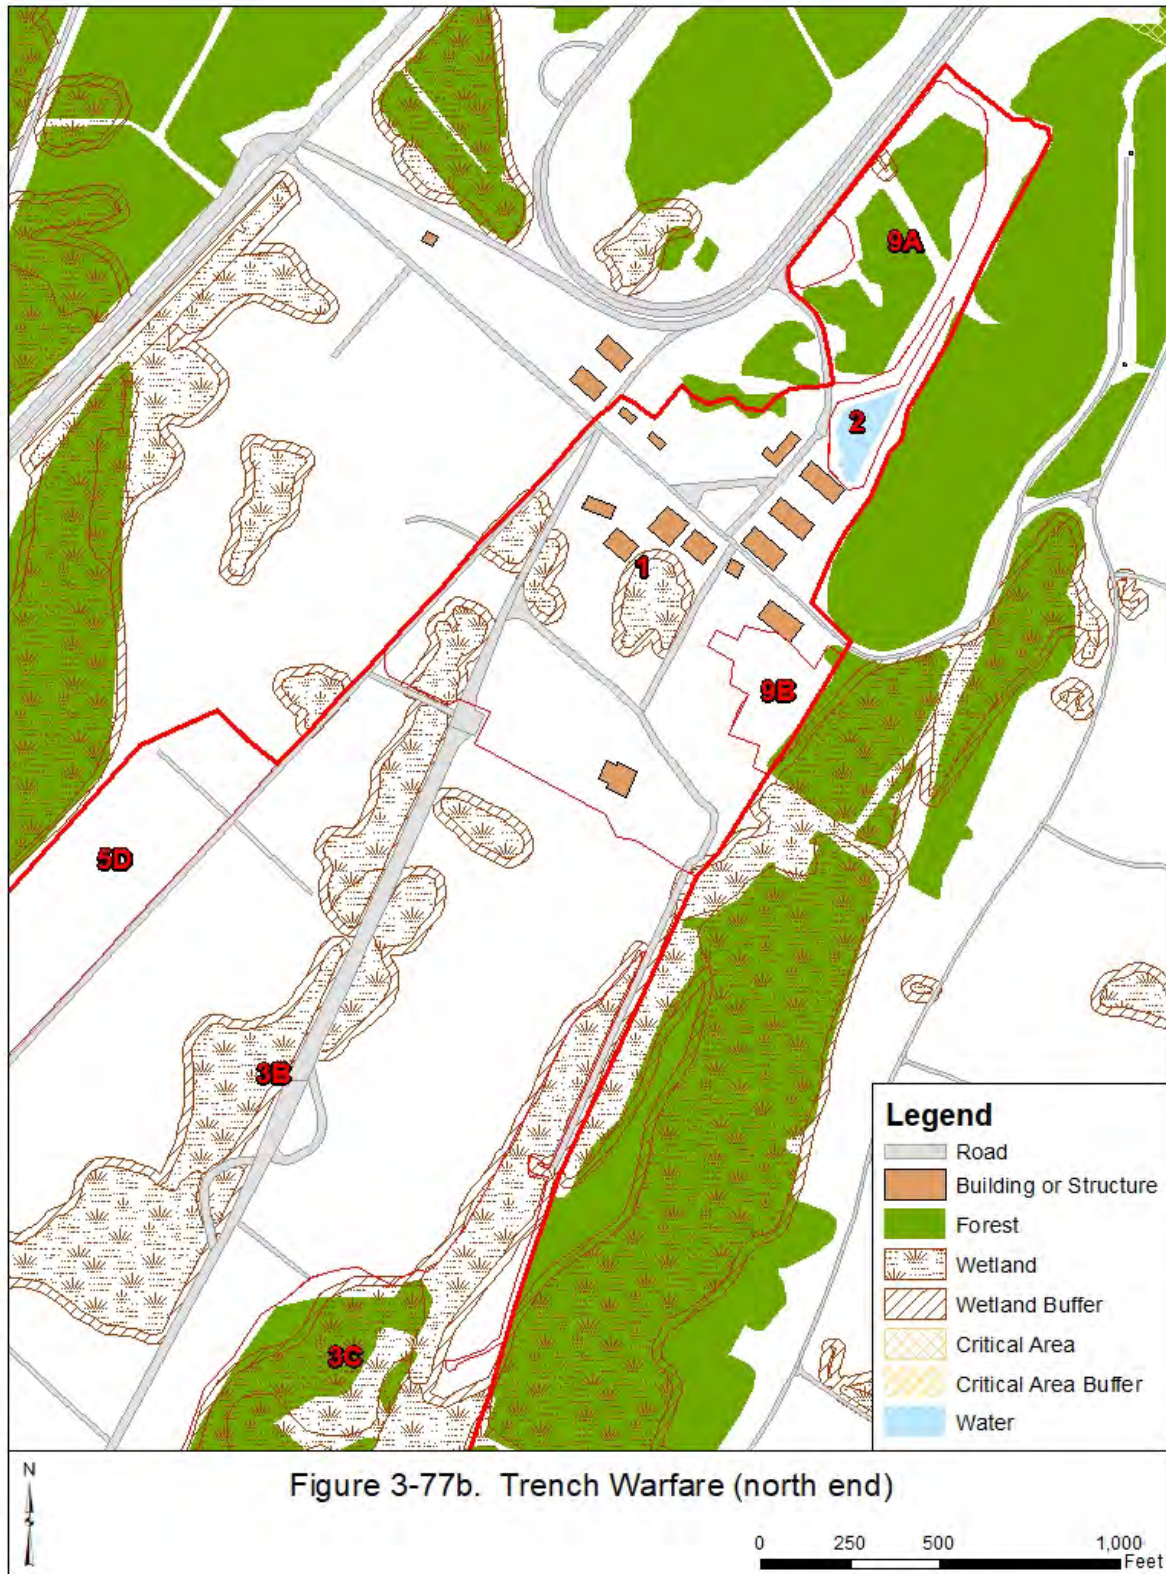 9A
2
1
9B
5D
3B
3C
Legend
Road
Building or Structure
Forest
Wetland
Wetland Buffer
Critical Area
Critical Area Buffer
Water
N
Figure 3-77b. Trench Warfare (north end)
0 250 500 1,000
Feet